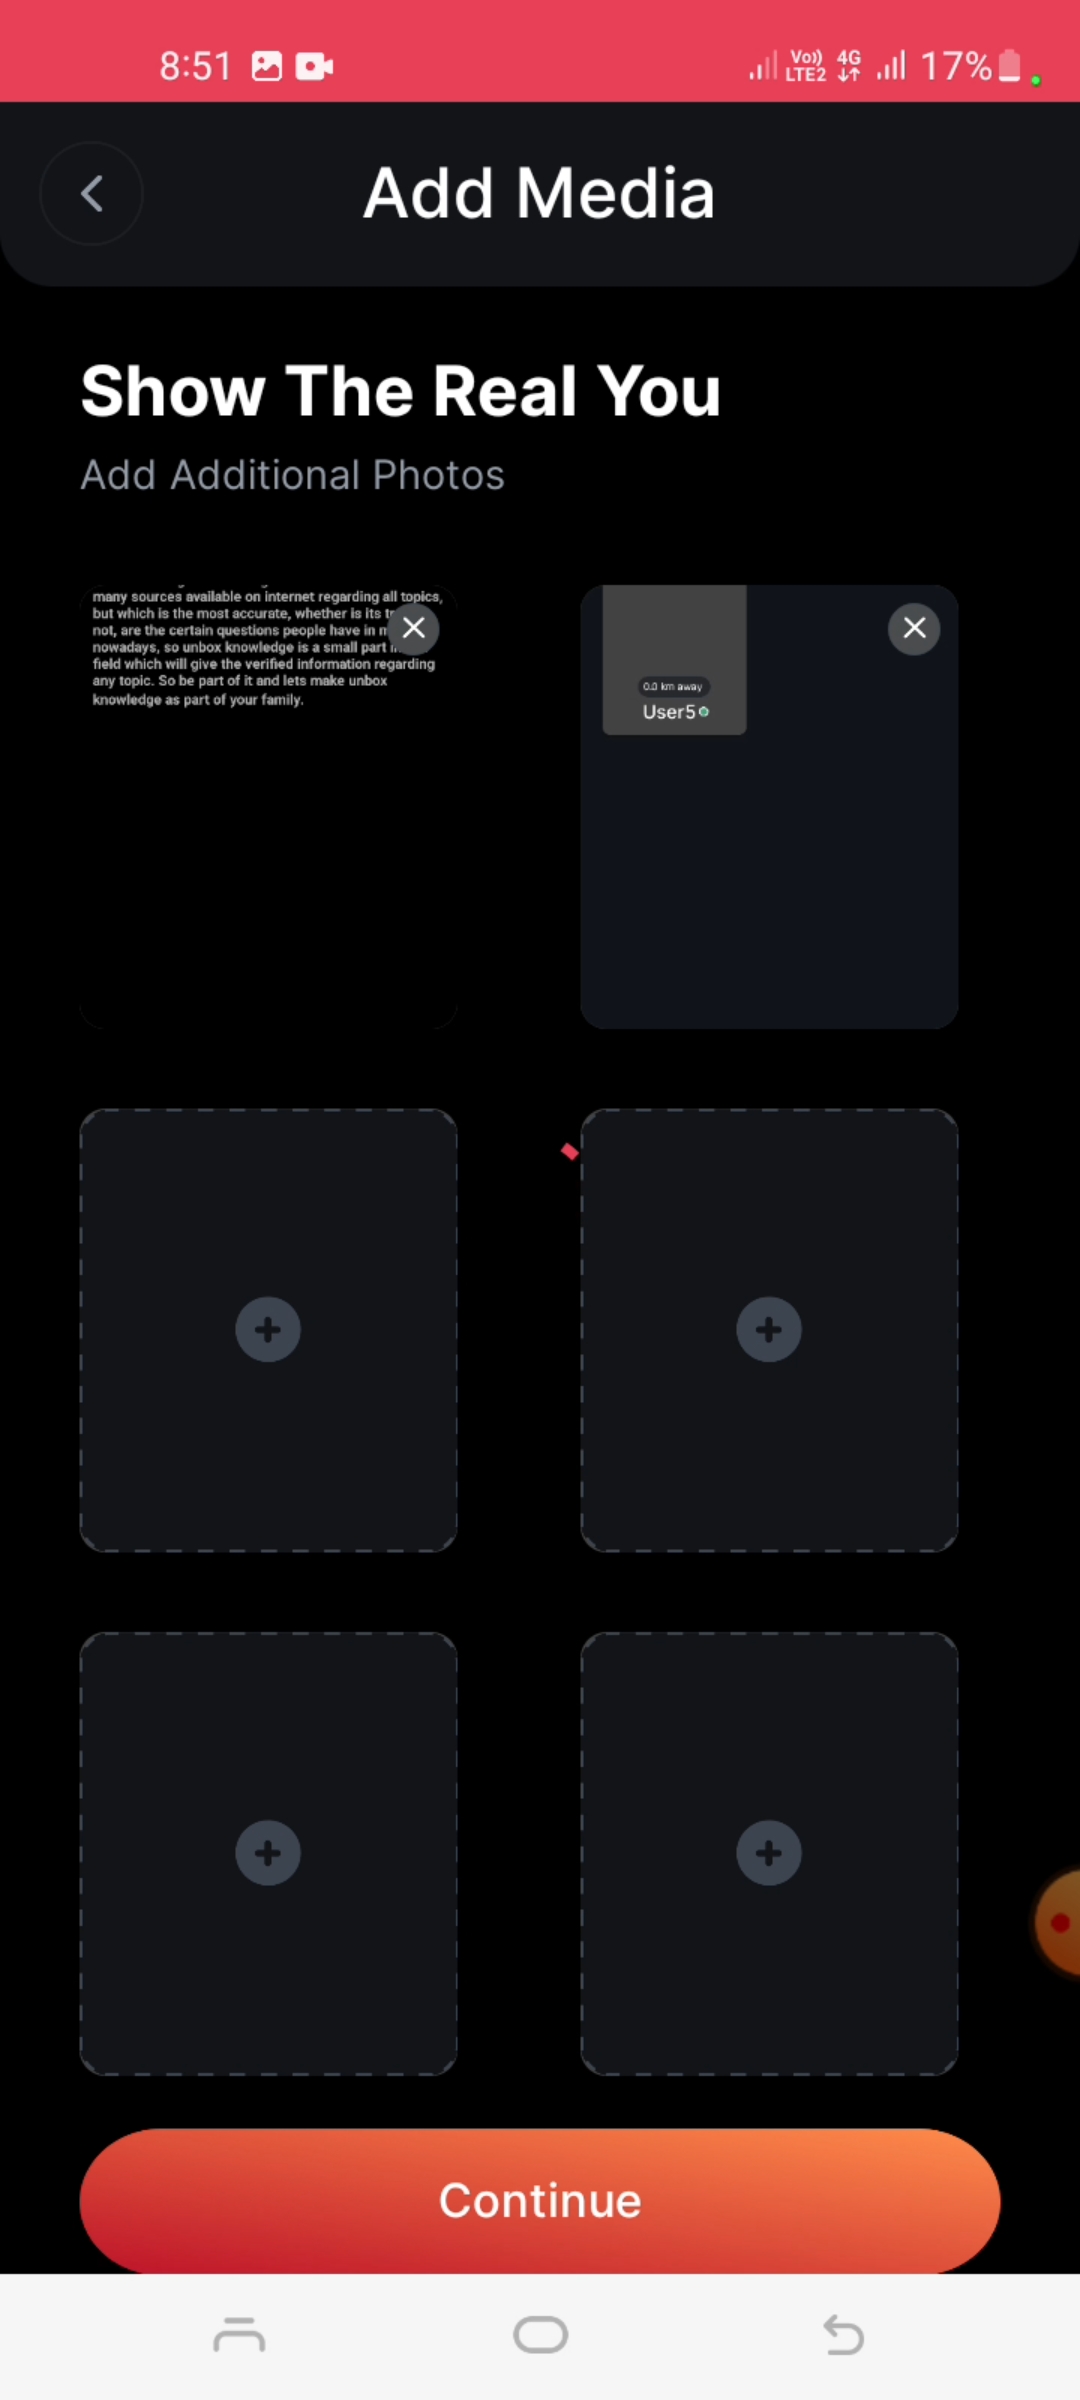 8:51
Vo)) LTE2 4G 17%
Add Media
Show The Real You
Add Additional Photos
many sources available on internet regarding all topics,
but which is the most accurate, whether is its
not, are the certain questions people have in
nowadays, so unbox knowledge is a small part
field which will give the verified information regarding
any topic. So be part of it and lets make unbox
knowledge as part of your family.
0.0 km away
User5
Continue